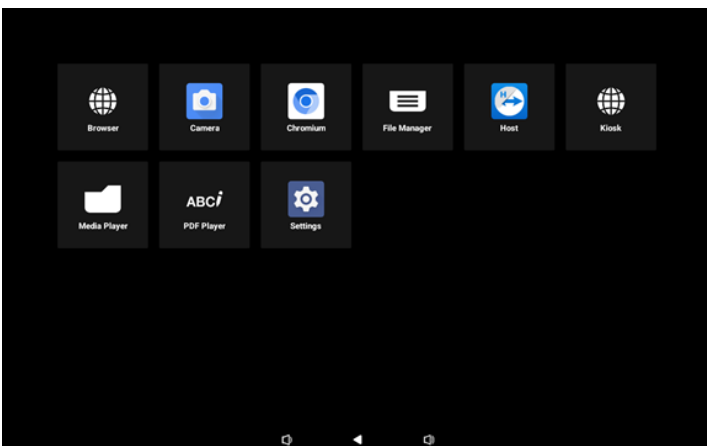 Browser
Camera
Chromium
File Manager
H
Host
Kiosk
Media Player
ABCi
PDF Player
Settings